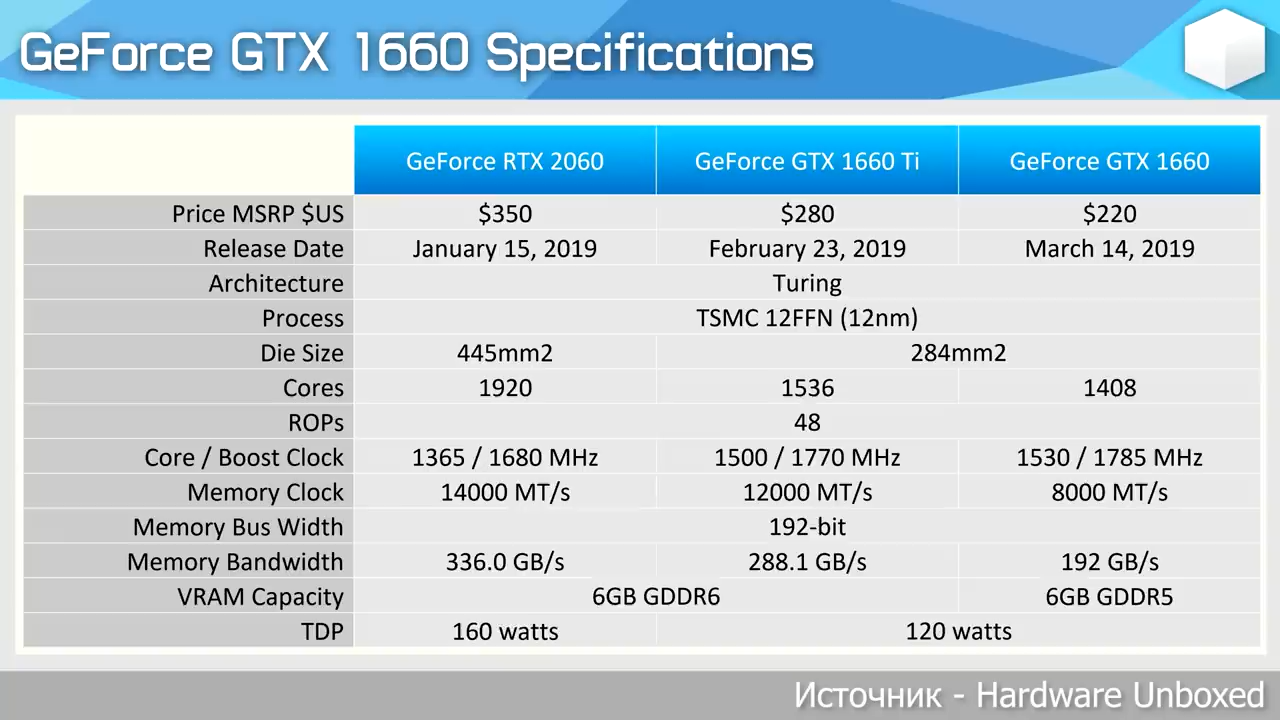 GeForce GTX 1660 Specifications
GeForce RTX 2060 GeForce GTX 1660 Ti GeForce GTX 1660
Price MSRP $US $350 $280 $220
Release Date January 15, 2019 February 23, 2019 March 14, 2019
Architecture Turing
Process TSMC 12FFN (12nm)
Die Size 445mm2 284mm2
Cores 1920 1536 1408
ROPs 48
Core / Boost Clock 1365 / 1680 MHz 1500 / 1770 MHz 1530 / 1785 MHz
Memory Clock 14000 MT/s 12000 MT/s 8000 MT/s
Memory Bus Width 192-bit
Memory Bandwidth 336.0 GB/s 288.1 GB/s 192 GB/s
VRAM Capacity 6GB GDDR6 6GB GDDR5
TDP 160 watts 120 watts
Источник - Hardware Unboxed